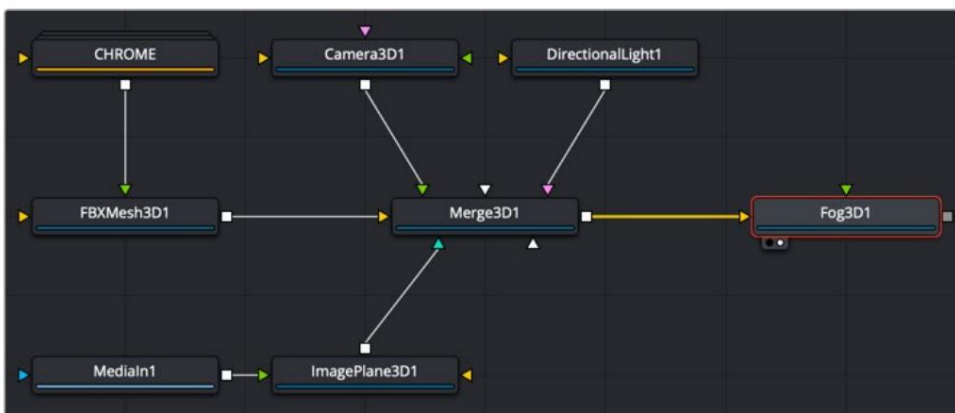 CHROME
Camera3D1
DirectionalLight1
FBXMesh3D1
Merge3D1
Fog3D1
MediaIn1
ImagePlane3D1